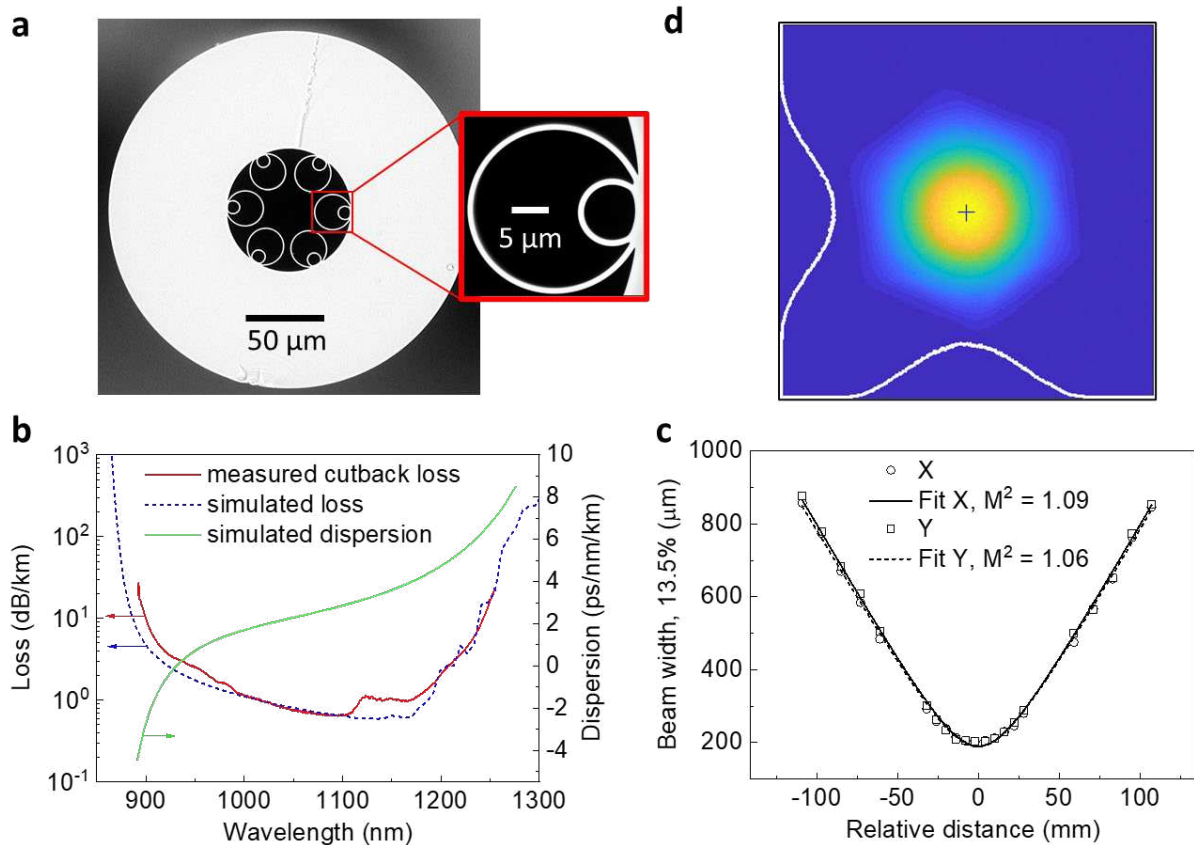 a
50 μm
5 μm
d
b
measured cutback loss
simulated loss
simulated dispersion
Loss (dB/km)
10³
10²
10¹
10⁰
10⁻¹
900
1000
1100
1200
1300
Wavelength (nm)
10
8
6
4
2
0
-2
-4
Dispersion (ps/nm/km)
c
X
Fit X, M² = 1.09
Y
Fit Y, M² = 1.06
Beam width, 13.5% (μm)
1000
800
600
400
200
-100
-50
0
50
100
Relative distance (mm)